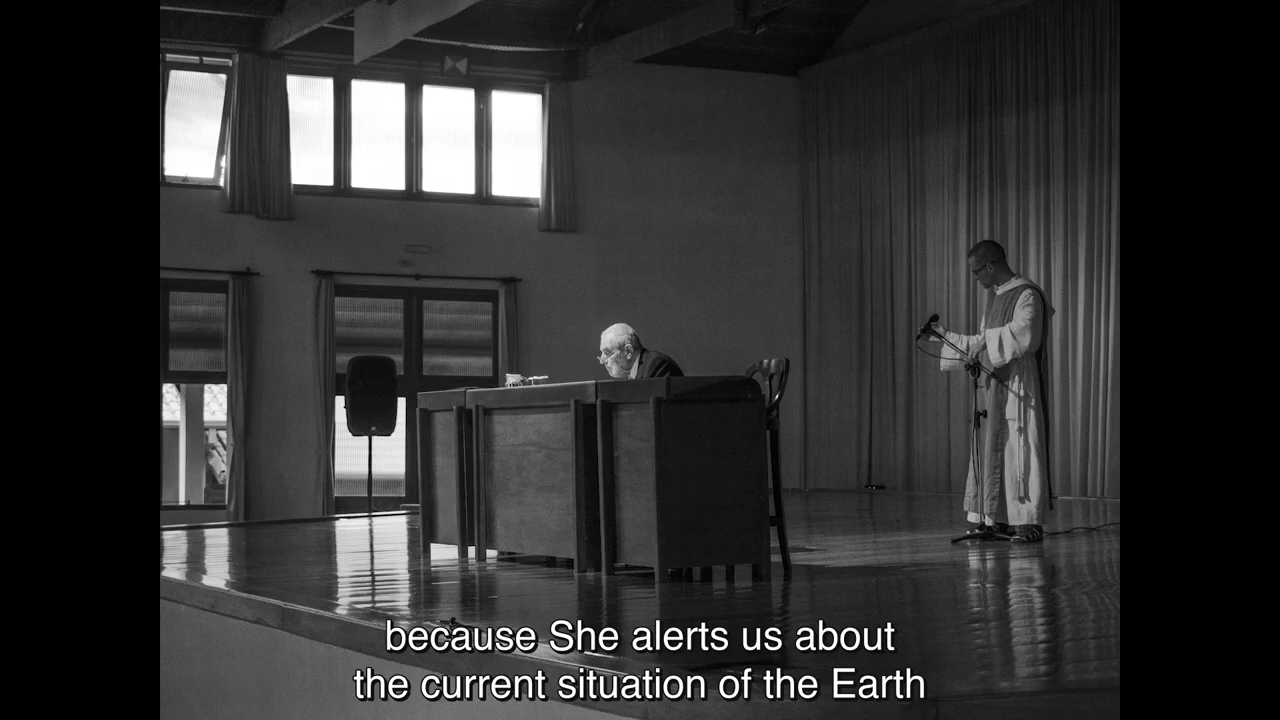 because She alerts us about
the current situation of the Earth